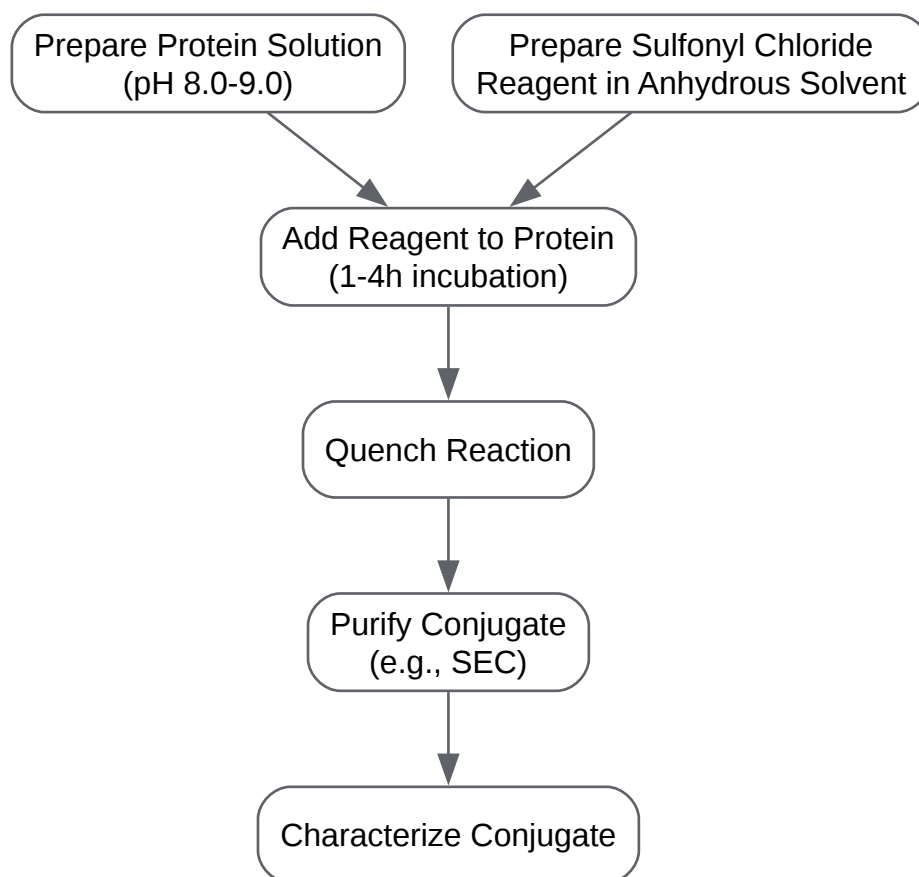 Prepare Protein Solution
(pH 8.0-9.0)
Prepare Sulfonyl Chloride
Reagent in Anhydrous Solvent
Add Reagent to Protein
(1-4h incubation)
Quench Reaction
Purify Conjugate
(e.g., SEC)
Characterize Conjugate